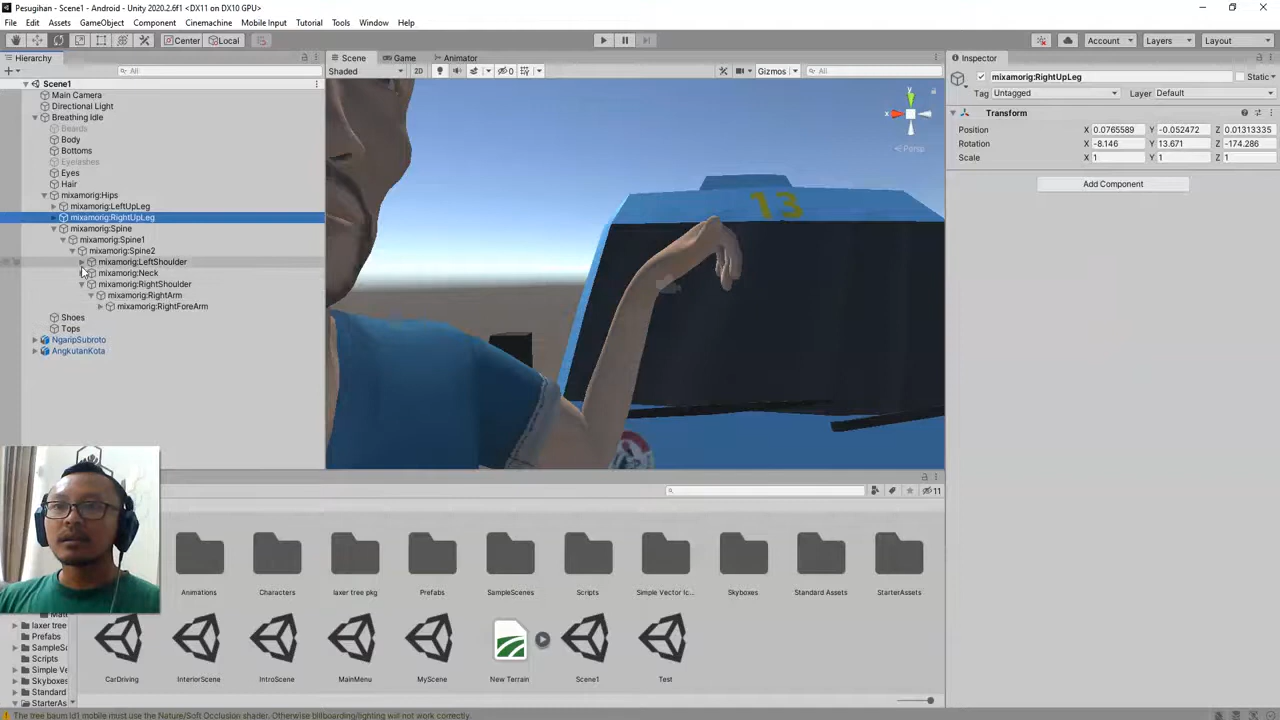 Pesugihan - Scene1 - Android - Unity 2020.2.6f1 <DX11 on DX10 GPU>
File Edit Assets GameObject Component Cinemachine Mobile Input Tutorial Tools Window Help
Center Local Account Layers Layout
Hierarchy Scene Game Animator Inspector
All Shaded 2D 0 Gizmos All mixamorig:RightUpLeg Static
Scene1 Tag Untagged Layer Default
Main Camera
Directional Light
Breathing Idle
Transform
Beards Position X 0.0765589 Y -0.052472 Z 0.01313335
Body Rotation X -8.146 Y 13.671 Z -174.286
Bottoms Scale X 1 Y 1 Z 1
Eyelashes
Eyes
Hair Add Component
mixamorig:Hips
mixamorig:LeftUpLeg
mixamorig:RightUpLeg
mixamorig:Spine
mixamorig:Spine1
mixamorig:Spine2
mixamorig:LeftShoulder
mixamorig:Neck
mixamorig:RightShoulder
mixamorig:RightArm
mixamorig:RightForeArm
Shoes
Tops
NgaripSubroto
AngkutanKota
y
x
Persp
13
11
Animations Characters laxer tree pkg Prefabs SampleScenes Scripts Simple Vector Ic... Skyboxes Standard Assets StarterAssets
CarDriving InteriorScene IntroScene MainMenu MyScene New Terrain Scene1 Test
laxer tree
Prefabs
SampleSc
Scripts
Simple Ve
Skyboxes
Standard
StarterAs
The tree baum ld1 mobile must use the Nature/Soft Occlusion shader. Otherwise billboarding/lighting will not work correctly.